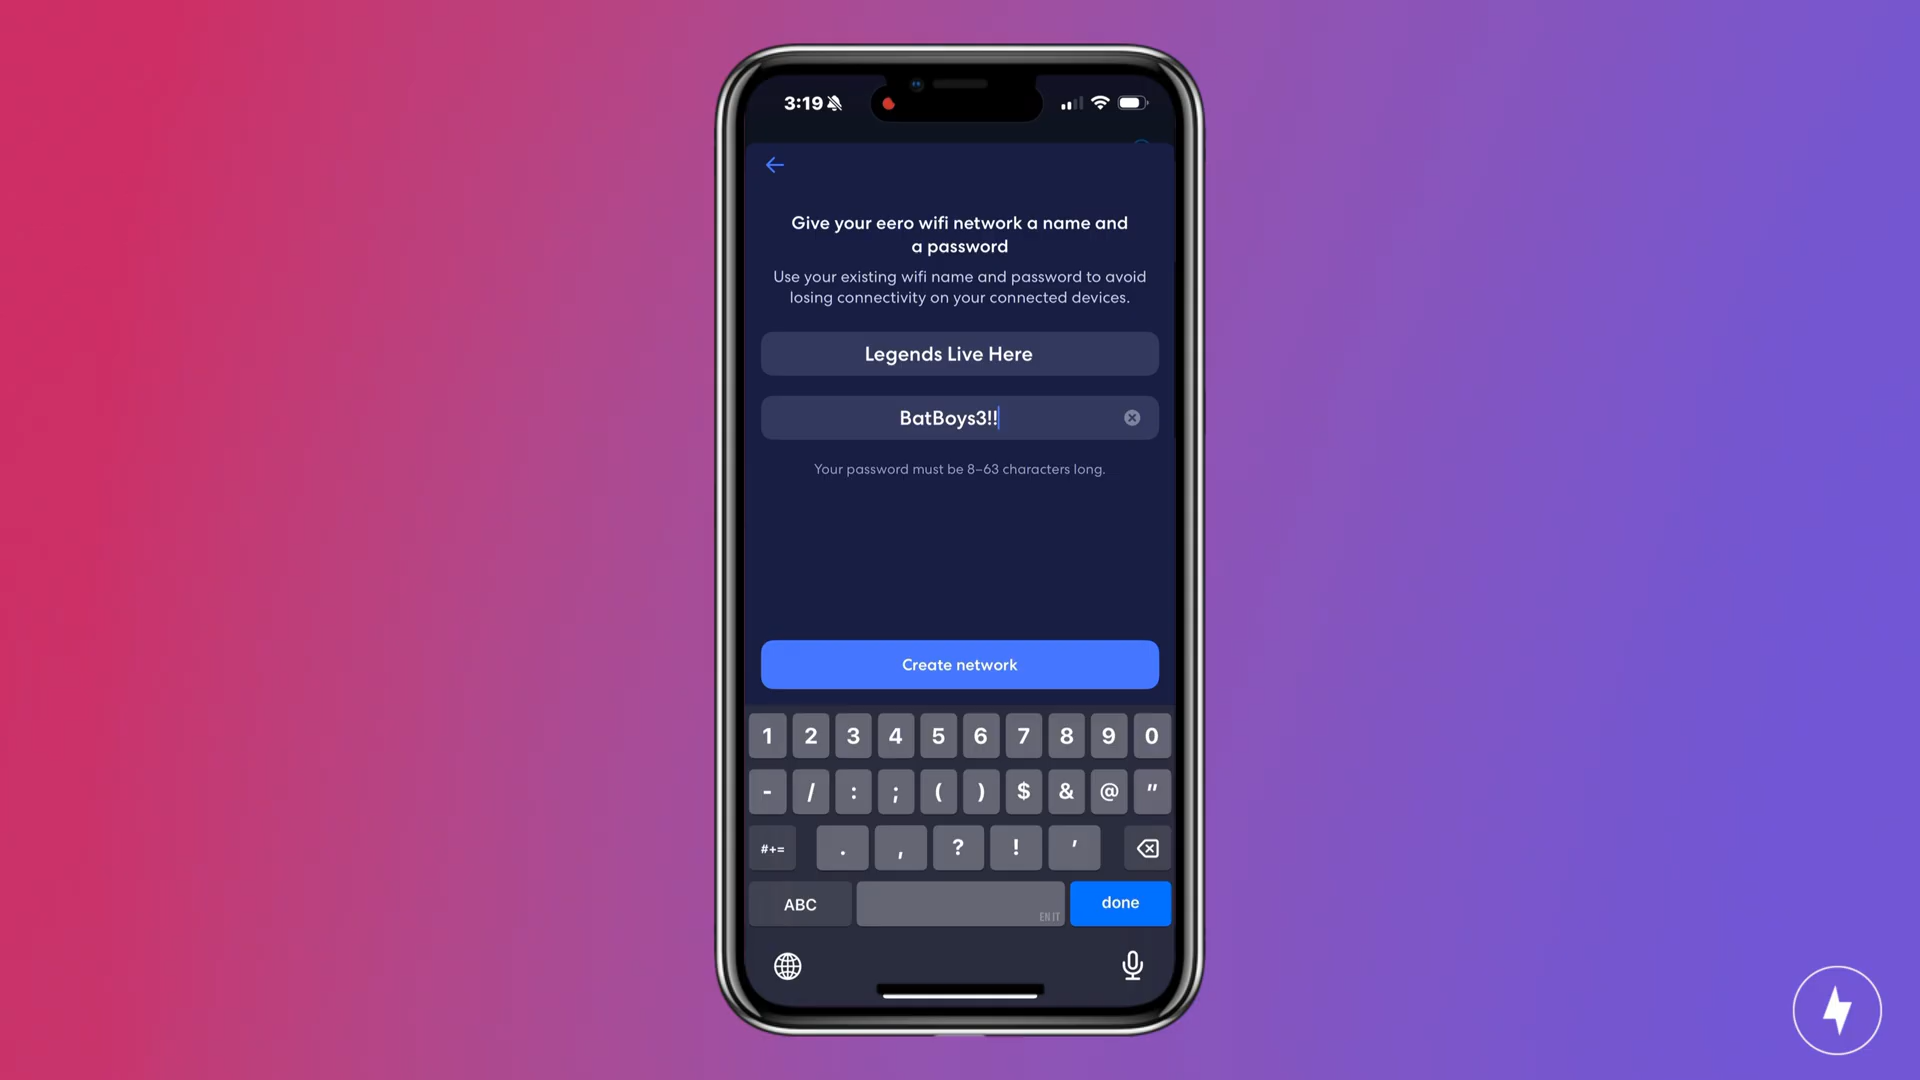 3:19
Give your eero wifi network a name and
a password
Use your existing wifi name and password to avoid
losing connectivity on your connected devices.
Legends Live Here
BatBoys3!!
Your password must be 8–63 characters long.
Create network
1 2 3 4 5 6 7 8 9 0
- / : ; ( ) $ & @ "
#+= . , ? ! '
ABC EN IT done